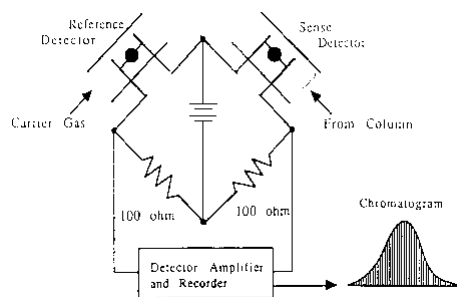 Reference
Detector
Sense
Detector
Carrier Gas
From Column
100 ohm
100 ohm
Chromatogram
Detector Amplifier
and Recorder